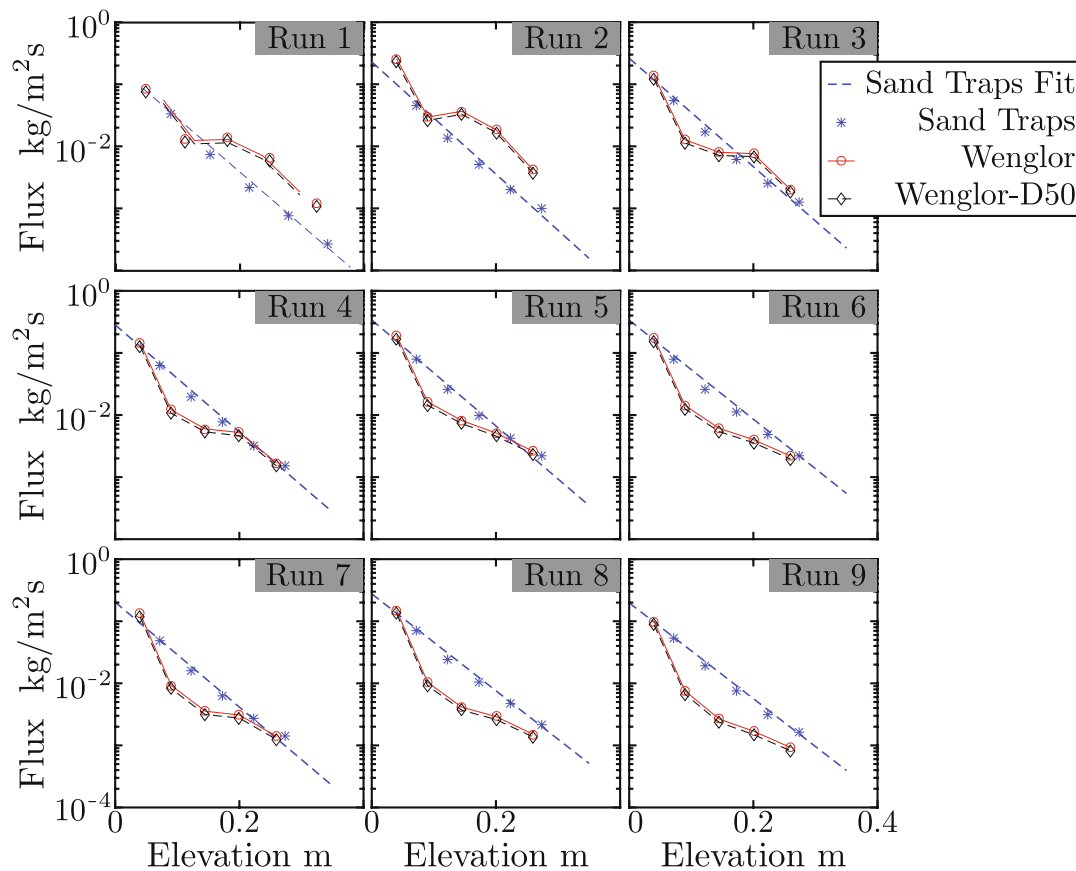 10^0
Run 1
Run 2
Run 3
Flux kg/m^2s
10^-2
Sand Traps Fit
Sand Traps
Wenglor
Wenglor-D50
10^0
Run 4
Run 5
Run 6
Flux kg/m^2s
10^-2
10^0
Run 7
Run 8
Run 9
Flux kg/m^2s
10^-2
10^-4
0 0.2 0 0.2 0 0.2 0.4
Elevation m Elevation m Elevation m